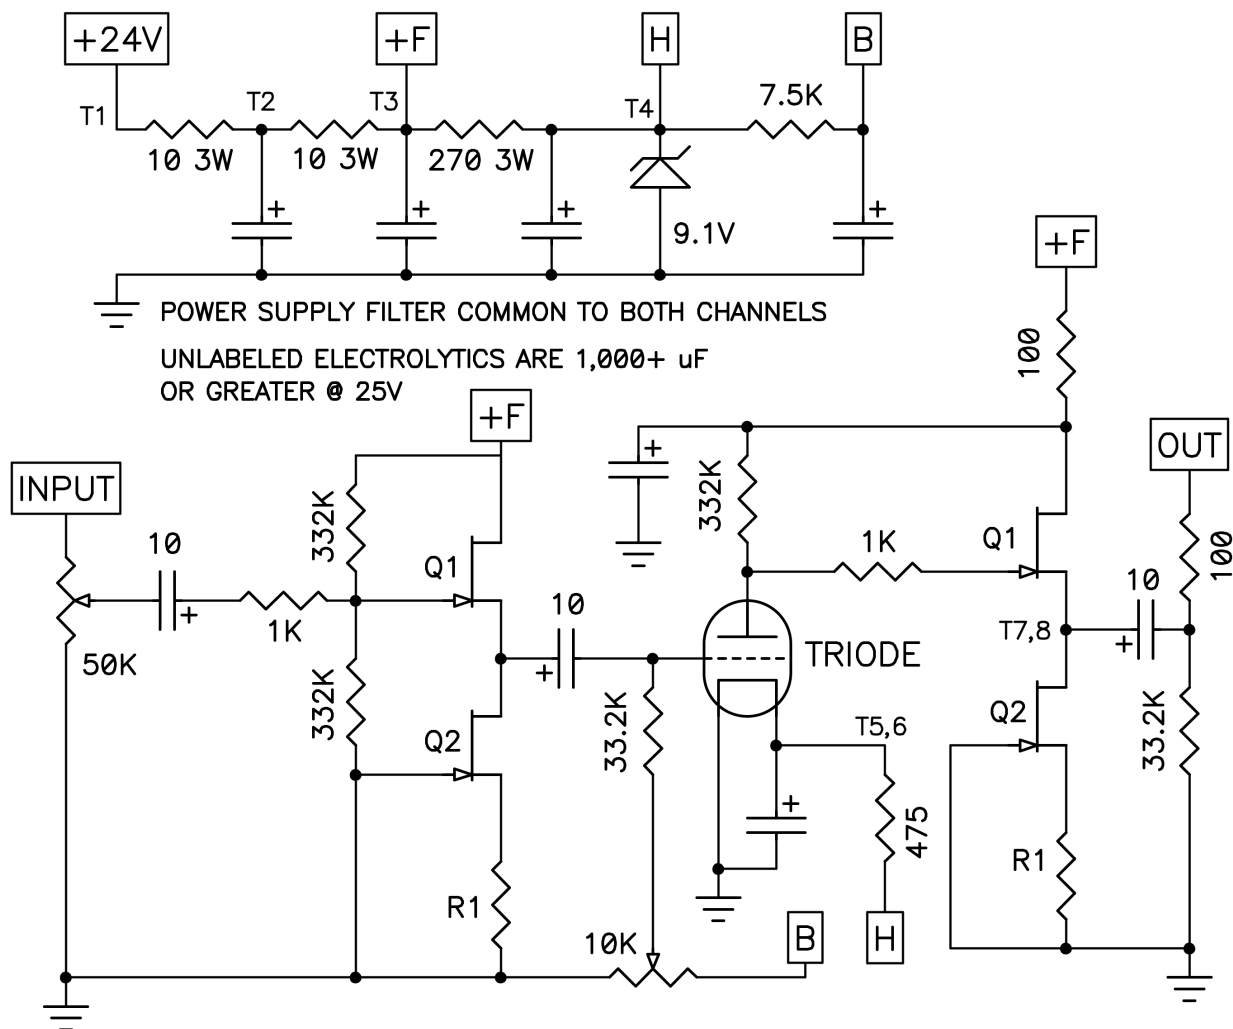 +24V
+F
H
B
T1
T2
T3
T4
7.5K
10 3W
10 3W
270 3W
+
+
+
+
9.1V
+F
POWER SUPPLY FILTER COMMON TO BOTH CHANNELS
UNLABELED ELECTROLYTICS ARE 1,000+ uF
OR GREATER @ 25V
100
+F
OUT
INPUT
+
332K
332K
10
Q1
1K
Q1
100
10
+
1K
10
+
50K
332K
Q2
+
TRIODE
T7,8
33.2K
T5,6
Q2
33.2K
+
475
R1
R1
10K
B
H